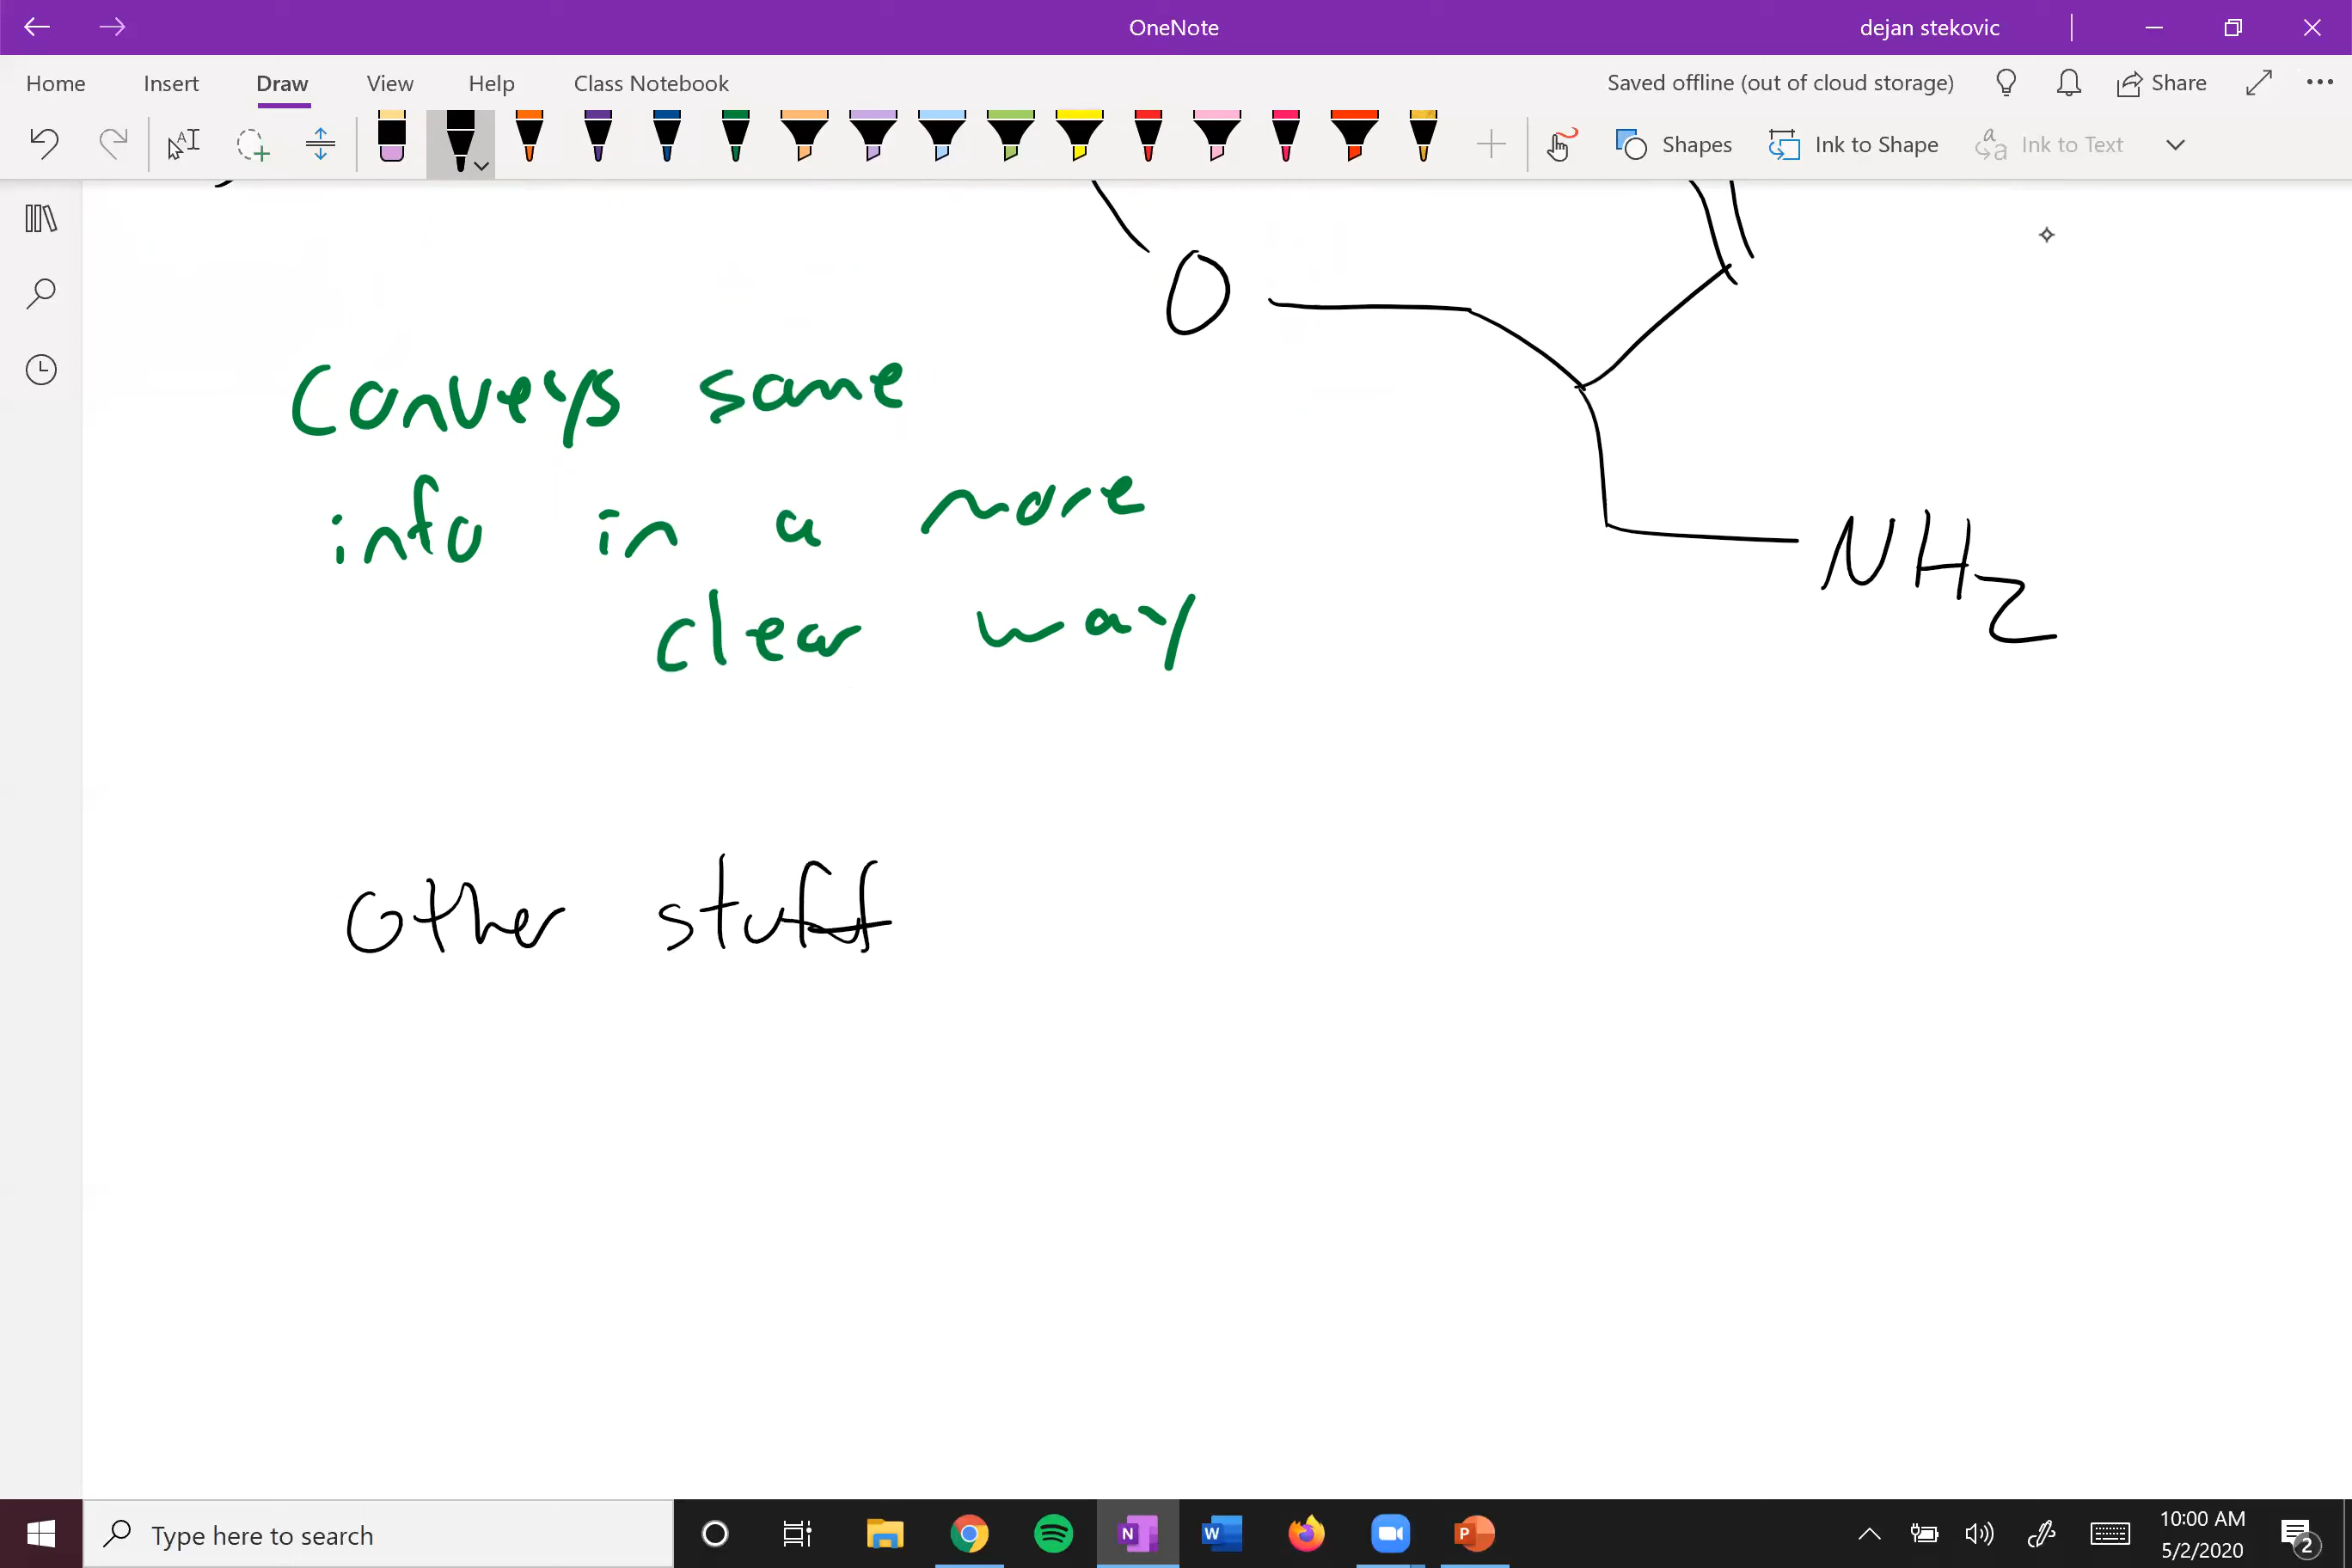 OneNote
dejan stekovic
Home Insert Draw View Help Class Notebook
Saved offline (out of cloud storage)
Share
Shapes
Ink to Shape
Ink to Text
O
Conveys same
info in a more
clear way
NH2
Other stuff
Type here to search
10:00 AM
5/2/2020
2